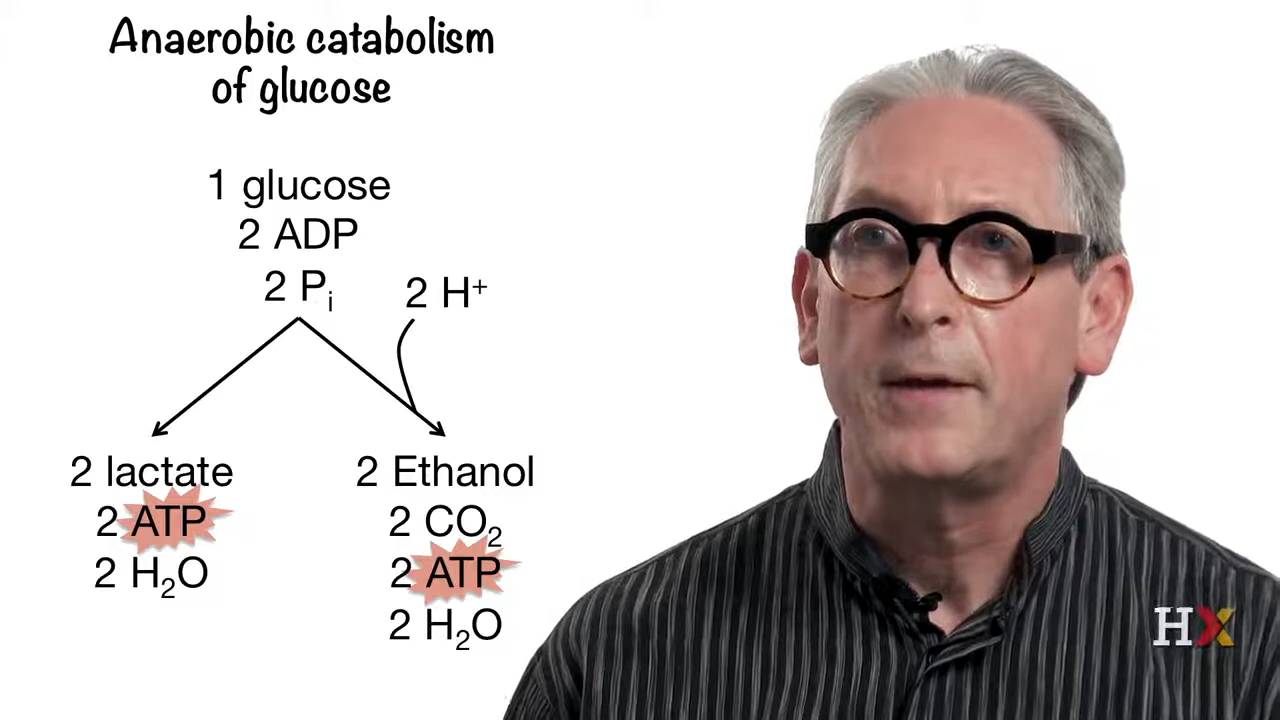 Anaerobic catabolism
of glucose
1 glucose
2 ADP
2 Pᵢ
2 H⁺
2 lactate
2 ATP
2 H₂O
2 Ethanol
2 CO₂
2 ATP
2 H₂O
HX